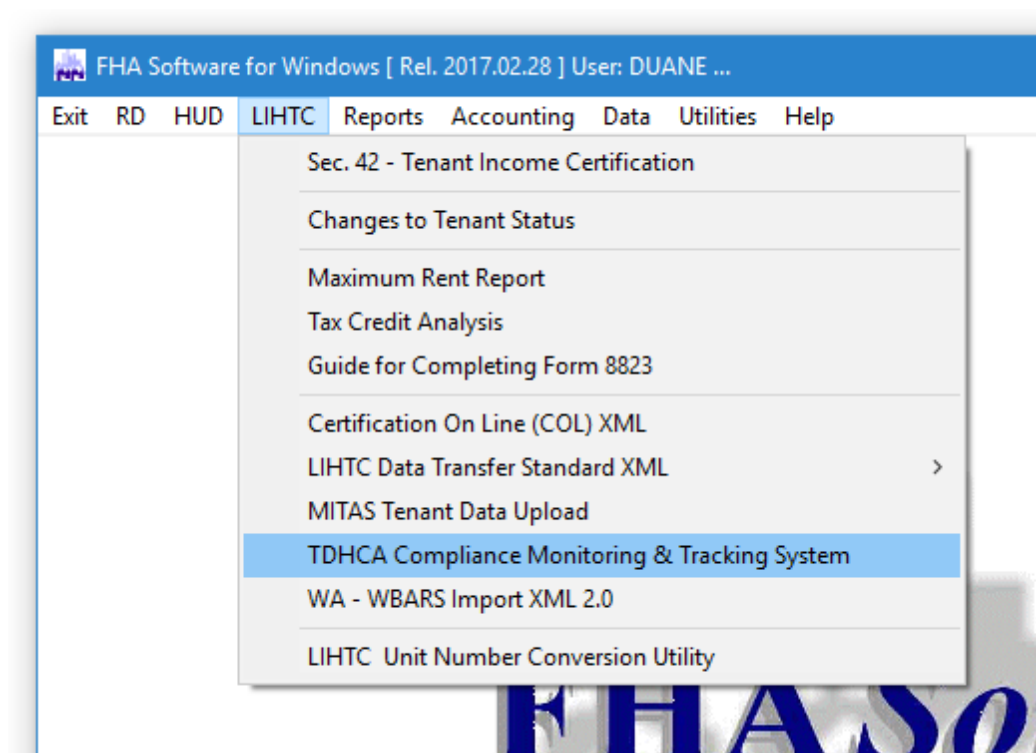 FHA Software for Windows [ Rel. 2017.02.28 ] User: DUANE ...
Exit RD HUD LIHTC Reports Accounting Data Utilities Help
Sec. 42 - Tenant Income Certification
Changes to Tenant Status
Maximum Rent Report
Tax Credit Analysis
Guide for Completing Form 8823
Certification On Line (COL) XML
LIHTC Data Transfer Standard XML
MITAS Tenant Data Upload
TDHCA Compliance Monitoring & Tracking System
WA - WBARS Import XML 2.0
LIHTC  Unit Number Conversion Utility
FHA So